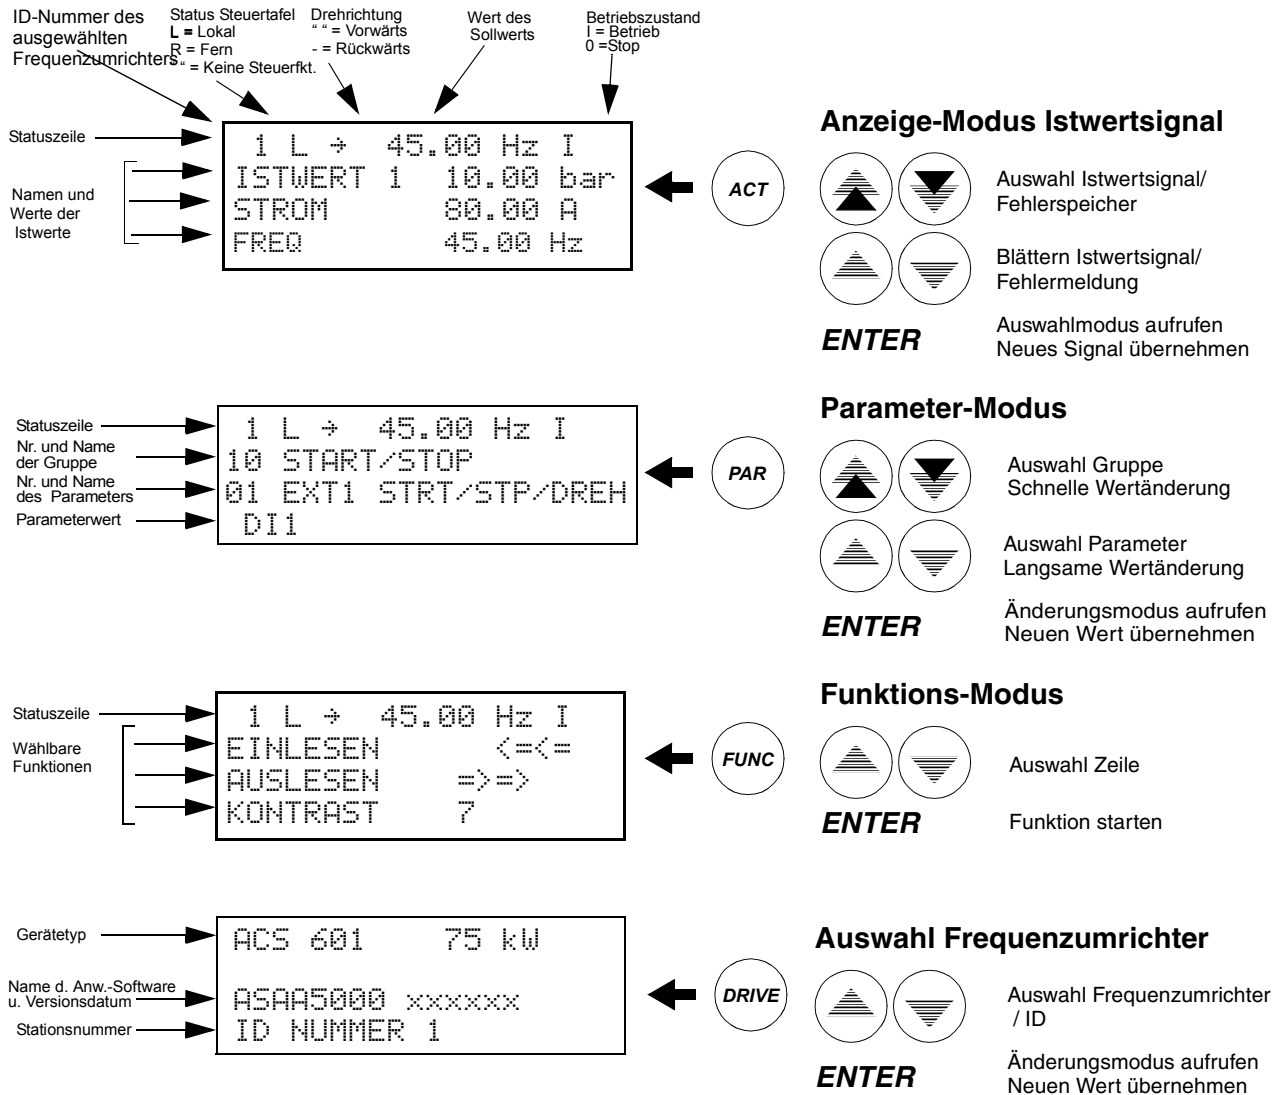 ID-Nummer des
ausgewählten
Frequenzumrichters
Status Steuertafel
L = Lokal
R = Fern
“ “ = Keine Steuerfkt.
Drehrichtung
“ “ = Vorwärts
- = Rückwärts
Wert des
Sollwerts
Betriebszustand
I = Betrieb
0 =Stop
Statuszeile
Namen und
Werte der
Istwerte
1 L → 45.00 Hz I
ISTWERT 1 10.00 bar
STROM 80.00 A
FREQ 45.00 Hz
ACT
Anzeige-Modus Istwertsignal
Auswahl Istwertsignal/
Fehlerspeicher
Blättern Istwertsignal/
Fehlermeldung
ENTER
Auswahlmodus aufrufen
Neues Signal übernehmen
Statuszeile
Nr. und Name
der Gruppe
Nr. und Name
des Parameters
Parameterwert
1 L → 45.00 Hz I
10 START/STOP
01 EXT1 STRT/STP/DREH
DI1
PAR
Parameter-Modus
Auswahl Gruppe
Schnelle Wertänderung
Auswahl Parameter
Langsame Wertänderung
ENTER
Änderungsmodus aufrufen
Neuen Wert übernehmen
Statuszeile
Wählbare
Funktionen
1 L → 45.00 Hz I
EINLESEN <=<=
AUSLESEN =>=>
KONTRAST 7
FUNC
Funktions-Modus
Auswahl Zeile
ENTER
Funktion starten
Gerätetyp
Name d. Anw.-Software
u. Versionsdatum
Stationsnummer
ACS 601 75 kW
ASAA5000 xxxxxx
ID NUMMER 1
DRIVE
Auswahl Frequenzumrichter
Auswahl Frequenzumrichter
/ ID
ENTER
Änderungsmodus aufrufen
Neuen Wert übernehmen